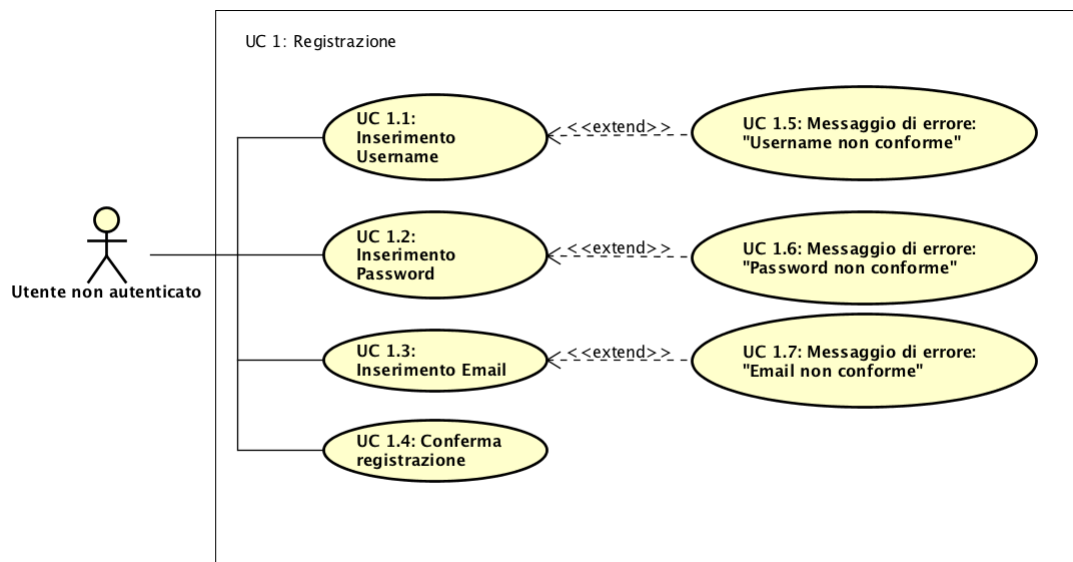 UC 1: Registrazione
UC 1.1:
Inserimento
Username
<<extend>>
UC 1.5: Messaggio di errore:
"Username non conforme"
Utente non autenticato
UC 1.2:
Inserimento
Password
<<extend>>
UC 1.6: Messaggio di errore:
"Password non conforme"
UC 1.3:
Inserimento Email
<<extend>>
UC 1.7: Messaggio di errore:
"Email non conforme"
UC 1.4: Conferma
registrazione